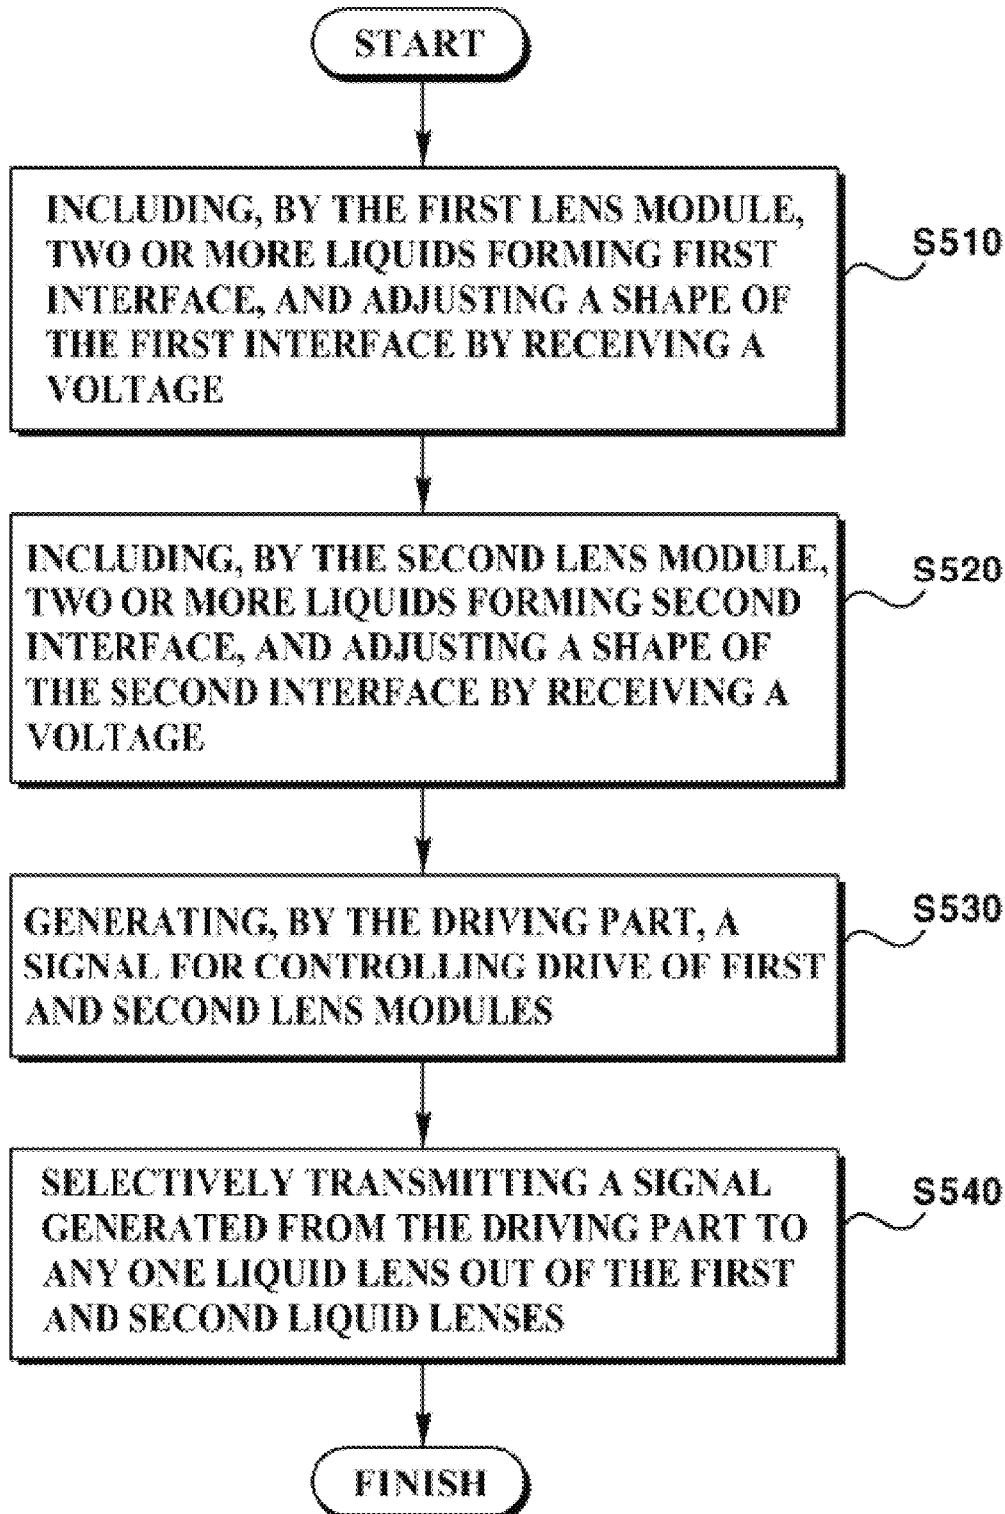 START
INCLUDING, BY THE FIRST LENS MODULE,
TWO OR MORE LIQUIDS FORMING FIRST
INTERFACE, AND ADJUSTING A SHAPE OF
THE FIRST INTERFACE BY RECEIVING A
VOLTAGE
S510
INCLUDING, BY THE SECOND LENS MODULE,
TWO OR MORE LIQUIDS FORMING SECOND
INTERFACE, AND ADJUSTING A SHAPE OF
THE SECOND INTERFACE BY RECEIVING A
VOLTAGE
S520
GENERATING, BY THE DRIVING PART, A
SIGNAL FOR CONTROLLING DRIVE OF FIRST
AND SECOND LENS MODULES
S530
SELECTIVELY TRANSMITTING A SIGNAL
GENERATED FROM THE DRIVING PART TO
ANY ONE LIQUID LENS OUT OF THE FIRST
AND SECOND LIQUID LENSES
S540
FINISH